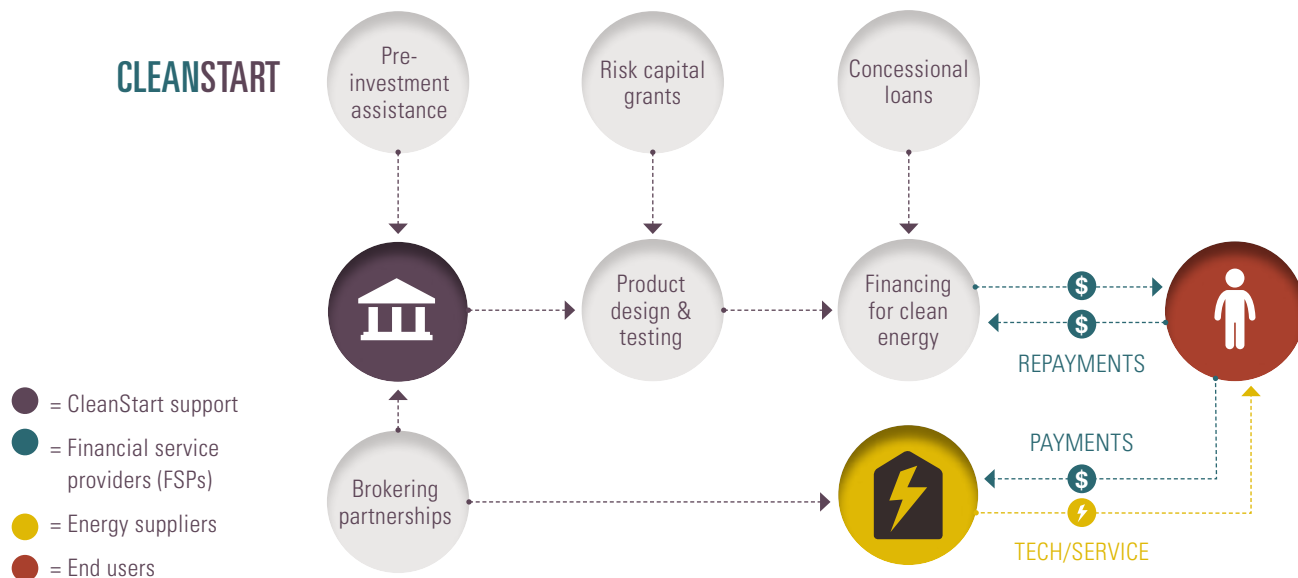 CLEANSTART
Pre-
investment
assistance
Risk capital
grants
Concessional
loans
Product
design &
testing
Financing
for clean
energy
$
$
REPAYMENTS
= CleanStart support
= Financial service
providers (FSPs)
= Energy suppliers
= End users
Brokering
partnerships
PAYMENTS
$
TECH/SERVICE